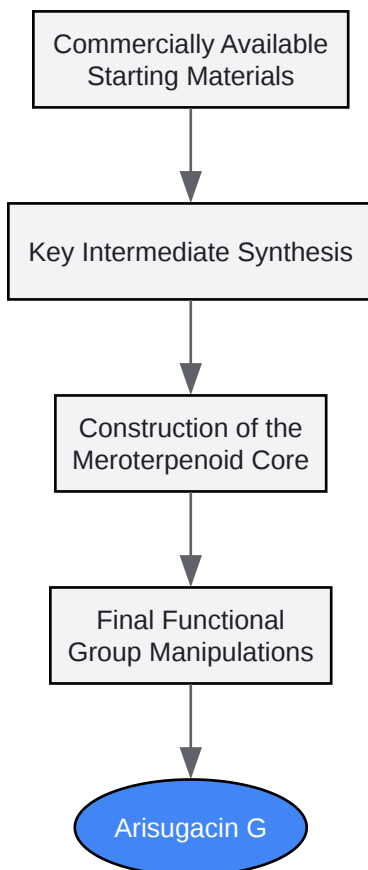 Commercially Available
Starting Materials
Key Intermediate Synthesis
Construction of the
Meroterpenoid Core
Final Functional
Group Manipulations
Arisugacin G